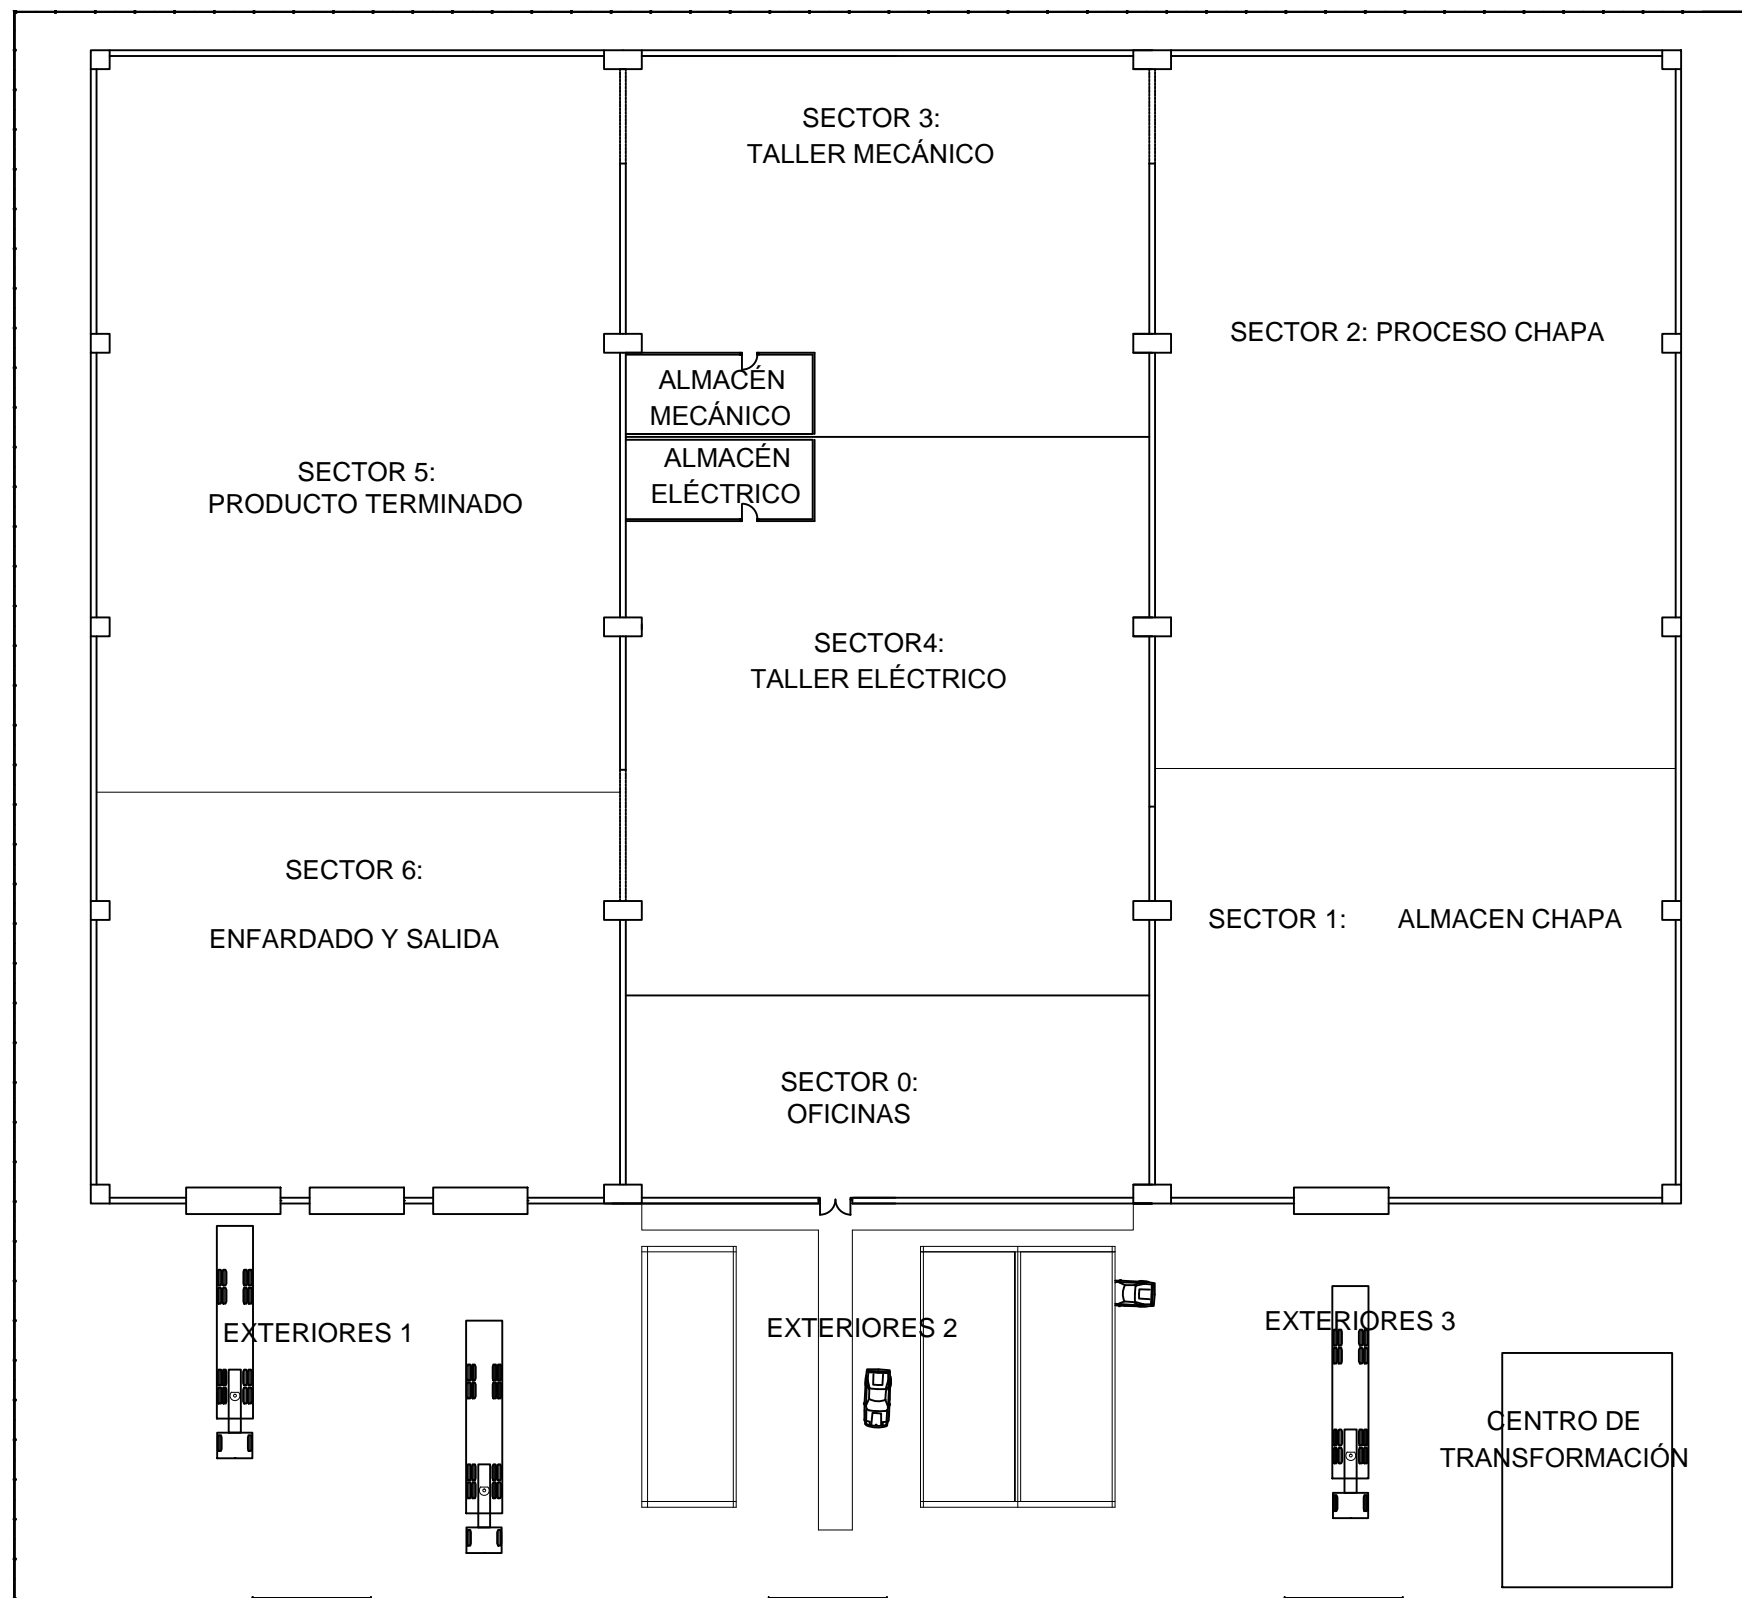 SECTOR 3:
TALLER MECÁNICO
SECTOR 2: PROCESO CHAPA
ALMACÉN
MECÁNICO
ALMACÉN
ELÉCTRICO
SECTOR 5:
PRODUCTO TERMINADO
SECTOR4:
TALLER ELÉCTRICO
SECTOR 6:
ENFARDADO Y SALIDA
SECTOR 1: ALMACEN CHAPA
SECTOR 0:
OFICINAS
EXTERIORES 1
EXTERIORES 2
EXTERIORES 3
CENTRO DE
TRANSFORMACIÓN